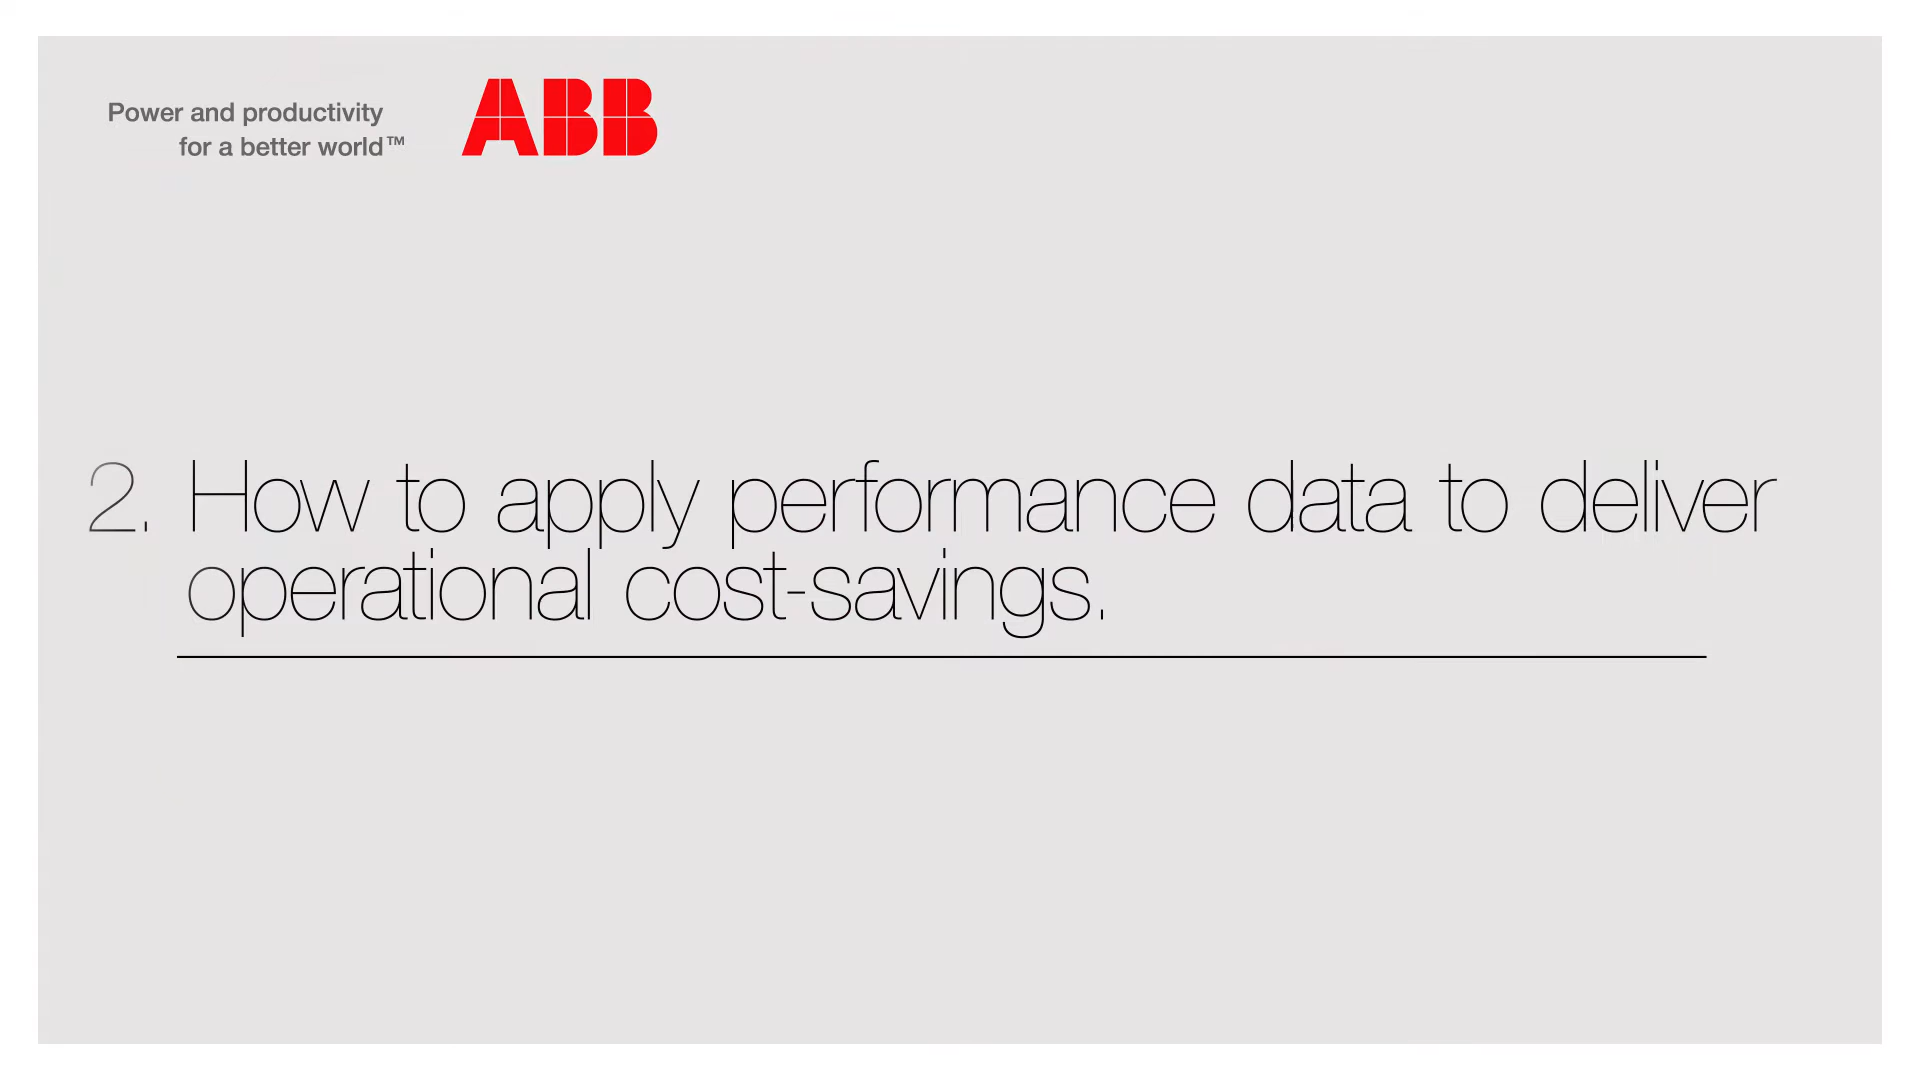 Power and productivity
for a better world™
ABB
2. How to apply performance data to deliver
operational cost-savings.